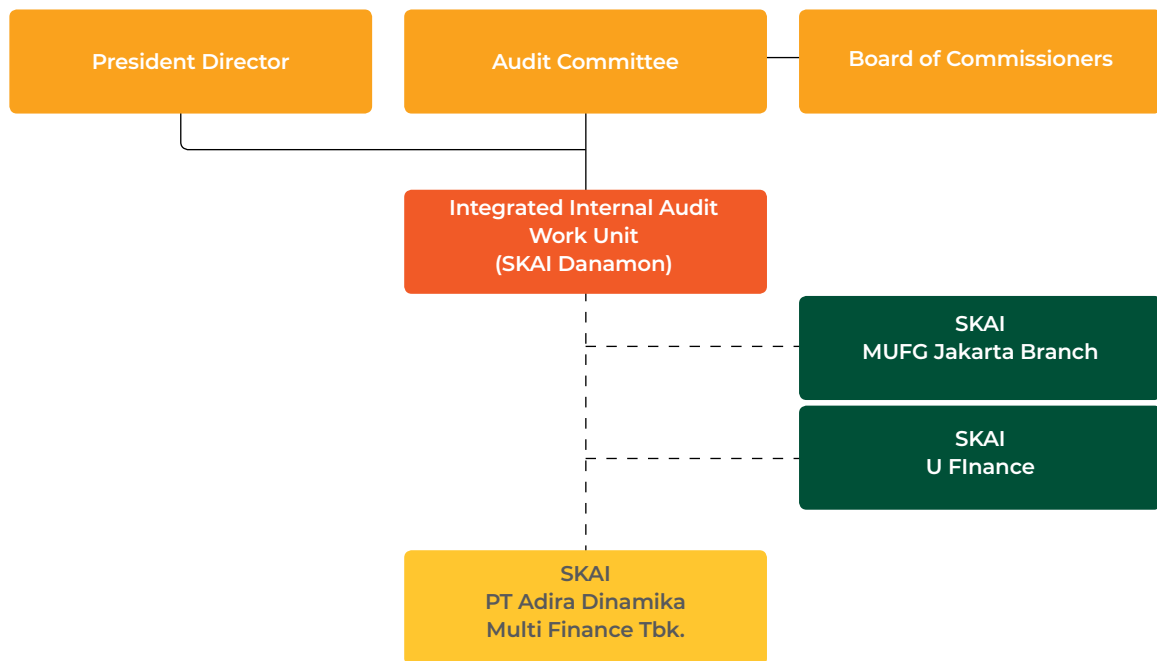 President Director
Audit Committee
Board of Commissioners
Integrated Internal Audit
Work Unit
(SKAI Danamon)
SKAI
MUFG Jakarta Branch
SKAI
U FInance
SKAI
PT Adira Dinamika
Multi Finance Tbk.